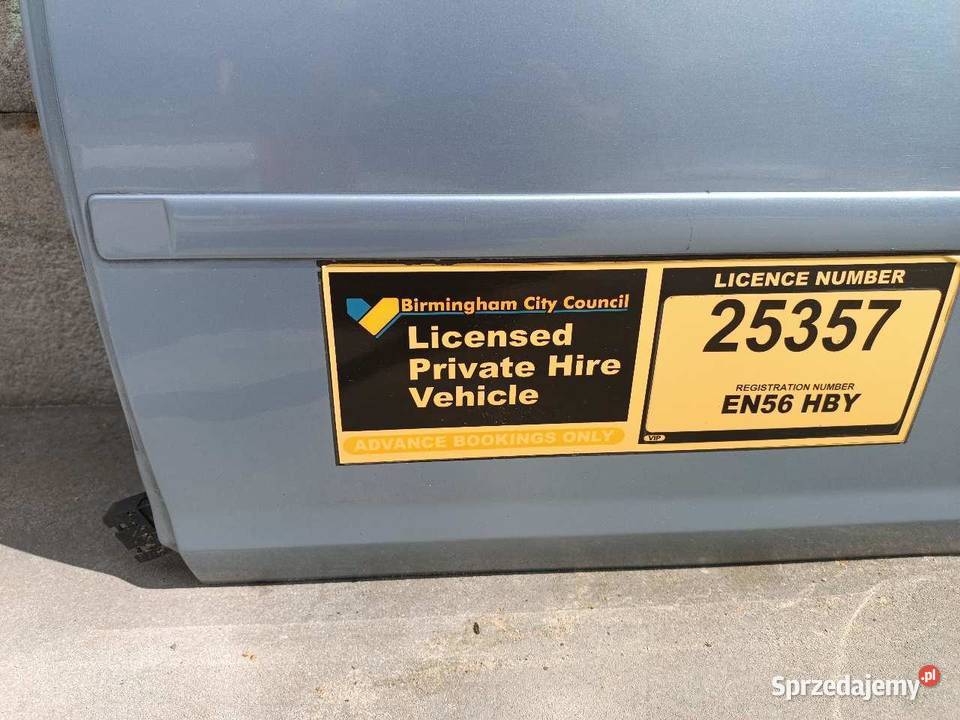 Birmingham City Council
Licensed
Private Hire
Vehicle
ADVANCE BOOKINGS ONLY
LICENCE NUMBER
25357
REGISTRATION NUMBER
EN56 HBY
VIP
Sprzedajemy.pl